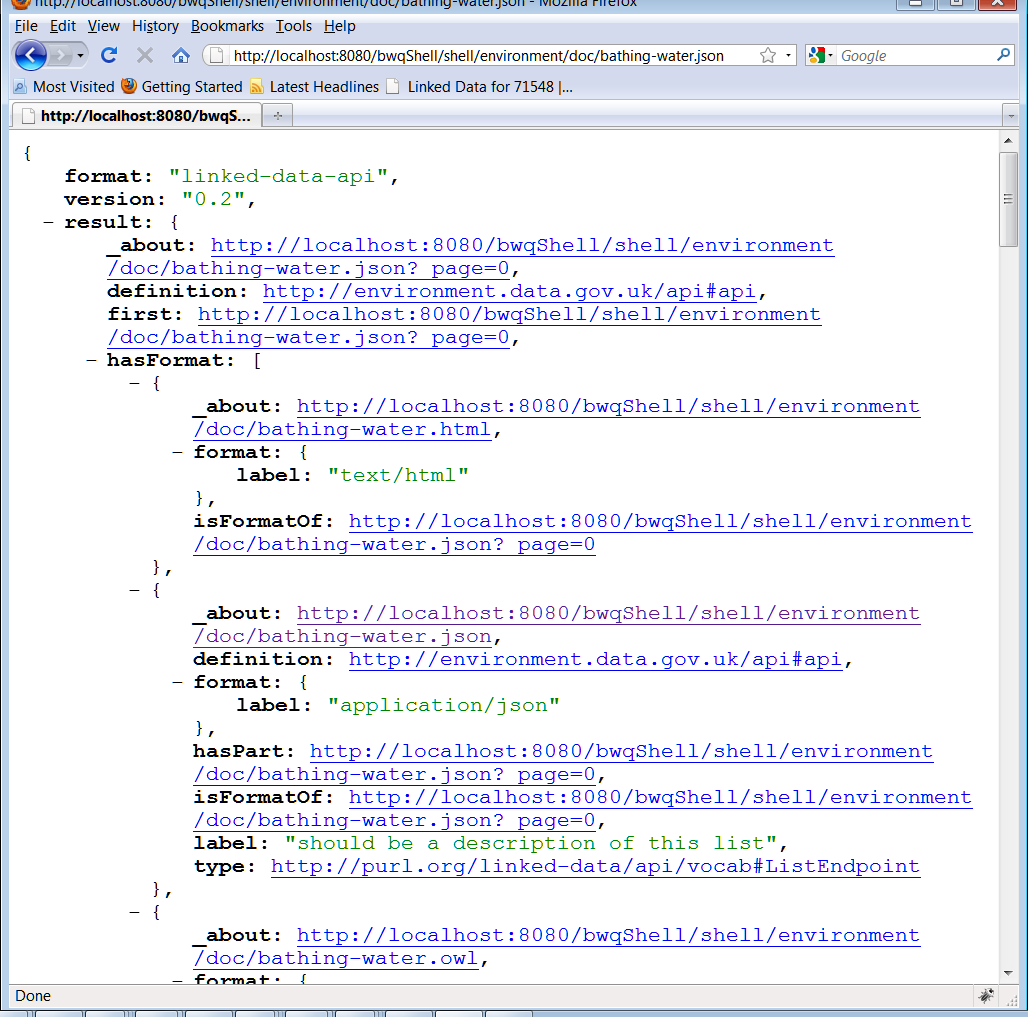 http://localhost:8080/bwqShell/shell/environment/doc/bathing-water.json - Mozilla Firefox
File Edit View History Bookmarks Tools Help
http://localhost:8080/bwqShell/shell/environment/doc/bathing-water.json Google
Most Visited Getting Started Latest Headlines Linked Data for 71548 |...
http://localhost:8080/bwqS...
{
format: "linked-data-api",
version: "0.2",
- result: {
_about: http://localhost:8080/bwqShell/shell/environment
/doc/bathing-water.json?_page=0,
definition: http://environment.data.gov.uk/api#api,
first: http://localhost:8080/bwqShell/shell/environment
/doc/bathing-water.json?_page=0,
- hasFormat: [
- {
_about: http://localhost:8080/bwqShell/shell/environment
/doc/bathing-water.html,
- format: {
label: "text/html"
},
isFormatOf: http://localhost:8080/bwqShell/shell/environment
/doc/bathing-water.json?_page=0
},
- {
_about: http://localhost:8080/bwqShell/shell/environment
/doc/bathing-water.json,
definition: http://environment.data.gov.uk/api#api,
- format: {
label: "application/json"
},
hasPart: http://localhost:8080/bwqShell/shell/environment
/doc/bathing-water.json?_page=0,
isFormatOf: http://localhost:8080/bwqShell/shell/environment
/doc/bathing-water.json?_page=0,
label: "should be a description of this list",
type: http://purl.org/linked-data/api/vocab#ListEndpoint
},
- {
_about: http://localhost:8080/bwqShell/shell/environment
/doc/bathing-water.owl,
- format: {
Done